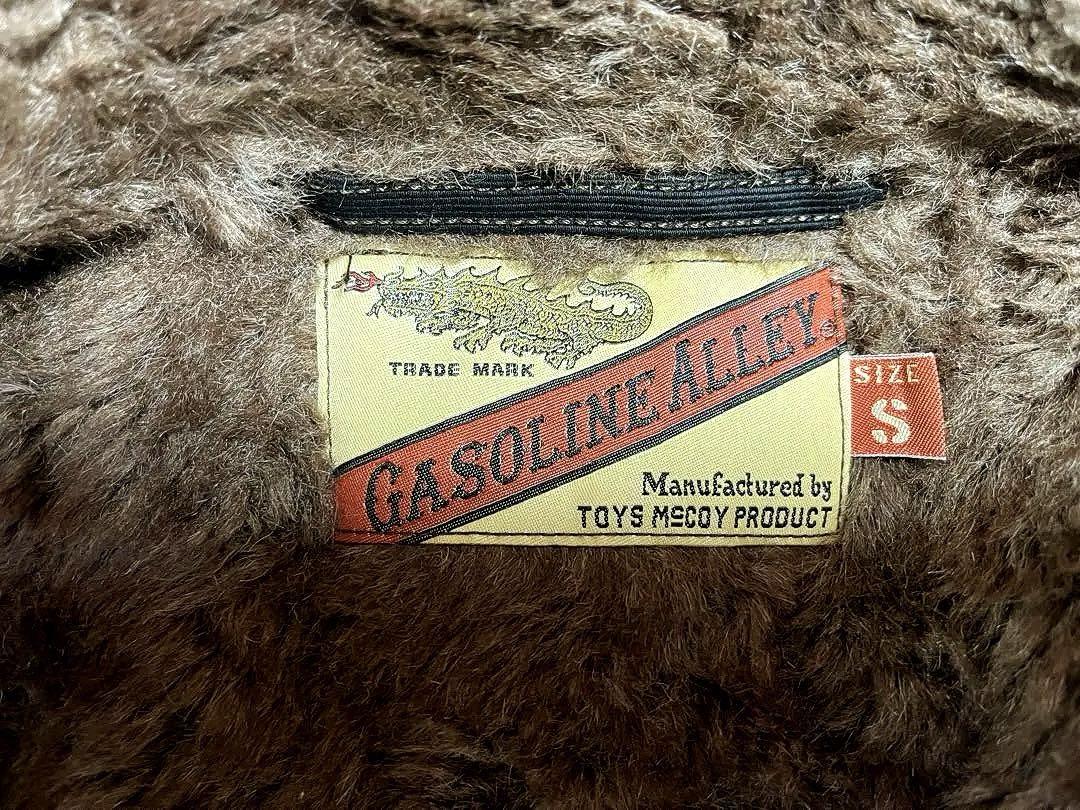 TRADE MARK
GASOLINE ALLEY
Manufactured by
TOYS McCOY PRODUCT
SIZE
S